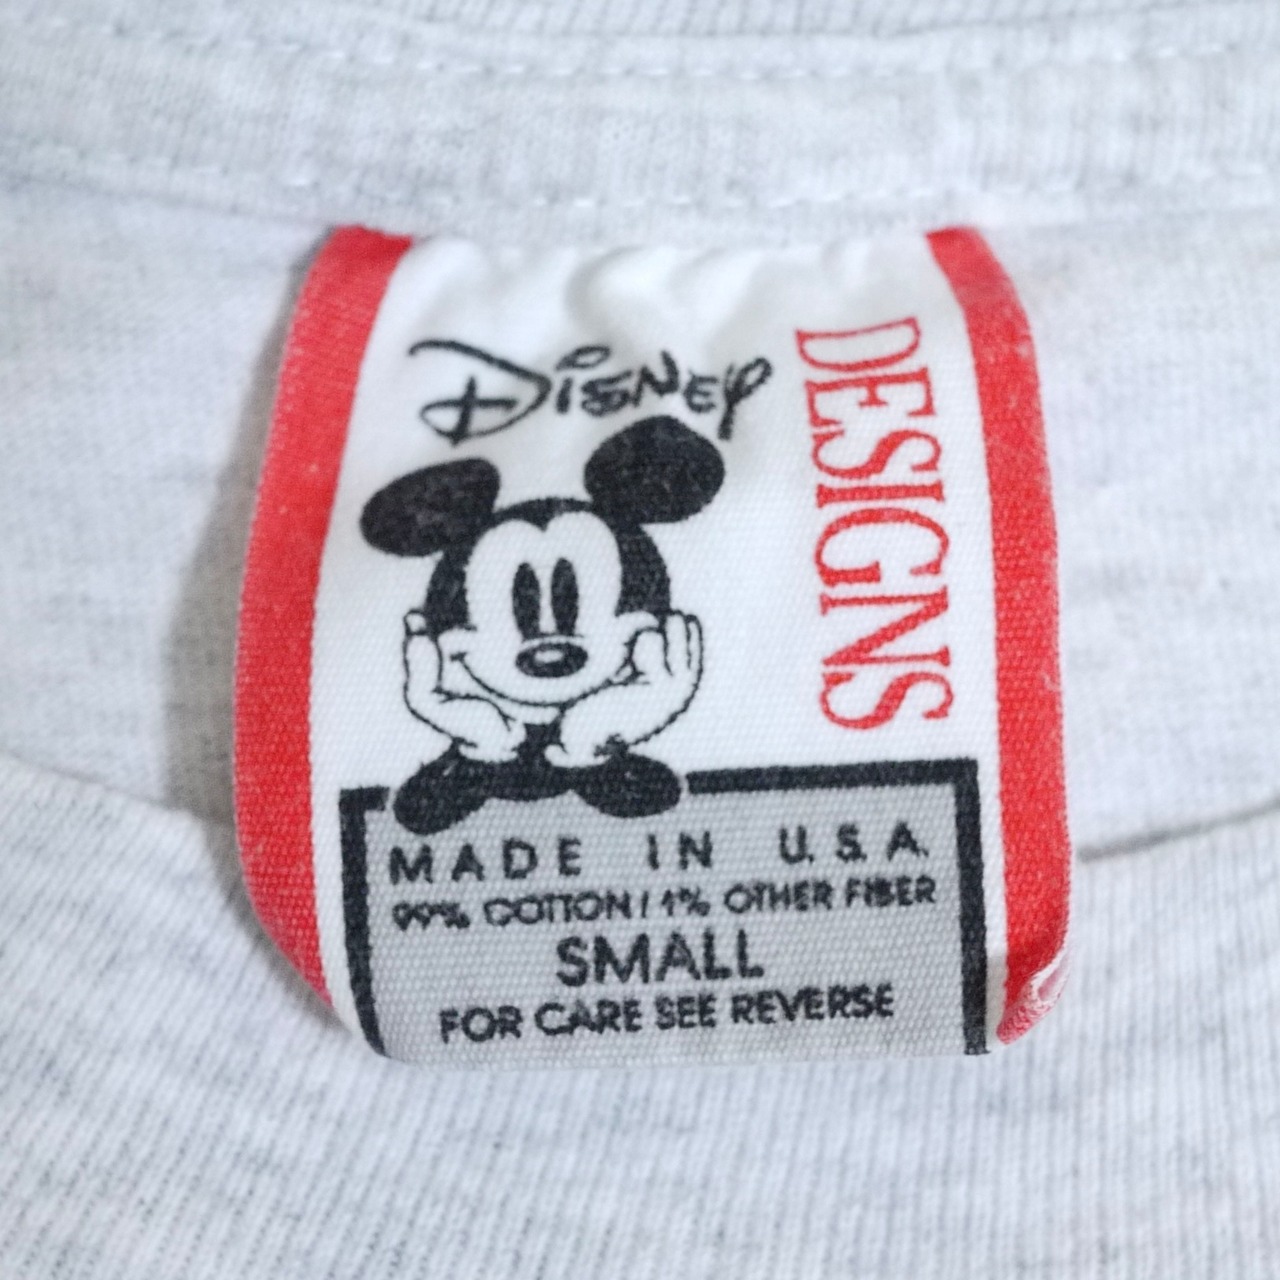 Disney
DESIGNS
MADE IN U.S.A.
99% COTTON/1% OTHER FIBER
SMALL
FOR CARE SEE REVERSE